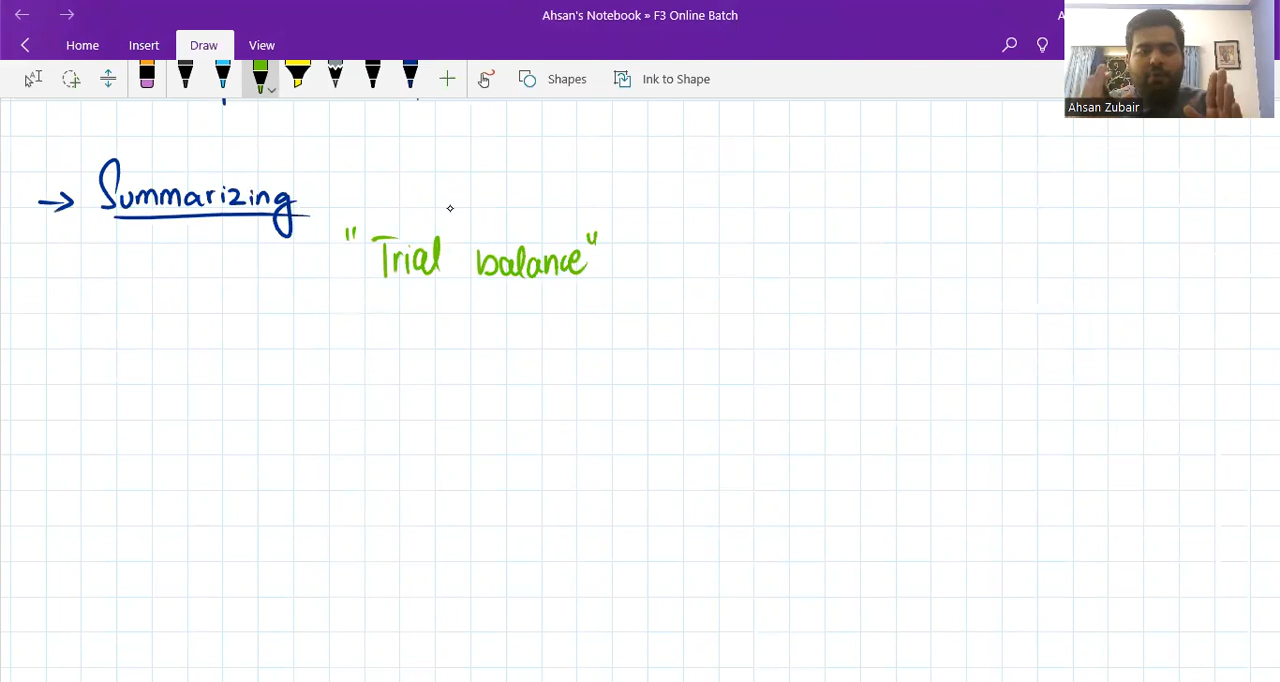 Ahsan's Notebook » F3 Online Batch
Home Insert Draw View
Shapes Ink to Shape
Ahsan Zubair
→ Summarizing
"Trial balance"